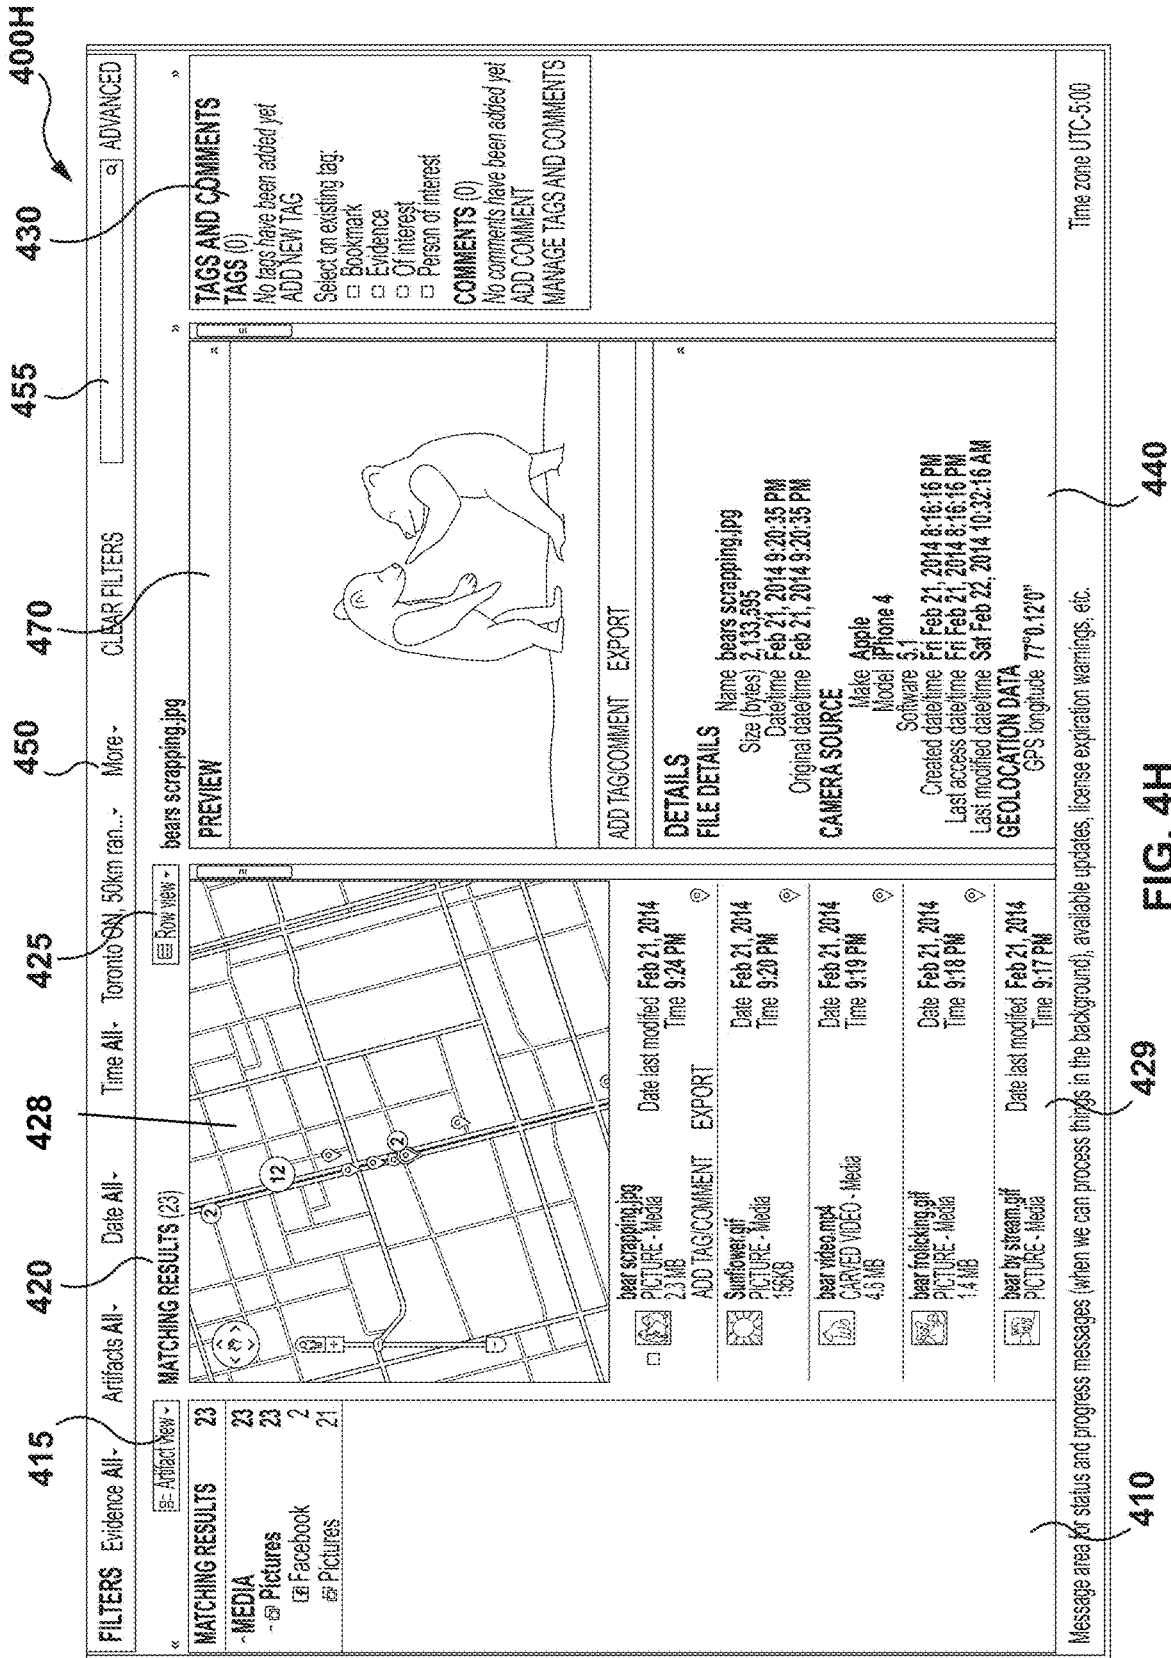 400H
430
455
470
450
425
428
420
415
FILTERS Evidence All Artifacts All Date All Time All Toronto ON, 50km ran... More CLEAR FILTERS ADVANCED
« Artifact view
MATCHING RESULTS 23
MEDIA 23
Pictures 23
Facebook 2
Pictures 21
MATCHING RESULTS (23) Row view
2
12
2
+
-
bear scrapping.jpg Date last modified Feb 21, 2014
PICTURE - Media Time 9:24 PM
2.3 MB
ADD TAG/COMMENT EXPORT
Sunflower.gif Date Feb 21, 2014
PICTURE - Media Time 9:20 PM
156KB
bear video.mp4 Date Feb 21, 2014
CARVED VIDEO - Media Time 9:19 PM
4.6 MB
bear frolicking.gif Date Feb 21, 2014
PICTURE - Media Time 9:18 PM
1.4 MB
bear by stream.gif Date last modified Feb 21, 2014
PICTURE - Media Time 9:17 PM
bears scrapping.jpg »
PREVIEW
ADD TAG/COMMENT EXPORT
DETAILS
FILE DETAILS
Name bears scrapping.jpg
Size (bytes) 2,133,595
Date/time Feb 21, 2014 9:20:35 PM
Original date/time Feb 21, 2014 9:20:35 PM
CAMERA SOURCE
Make Apple
Model iPhone 4
Software 5.1
Created date/time Fri Feb 21, 2014 8:16:16 PM
Last access date/time Fri Feb 21, 2014 8:16:16 PM
Last modified date/time Sat Feb 22, 2014 10:32:16 AM
GEOLOCATION DATA
GPS longitude 77°0.12'0"
»
TAGS AND COMMENTS
TAGS (0)
No tags have been added yet
ADD NEW TAG
Select an existing tag:
Bookmark
Evidence
Of interest
Person of interest
COMMENTS (0)
No comments have been added yet
ADD COMMENT
MANAGE TAGS AND COMMENTS
Message area for status and progress messages (when we can process things in the background), available updates, license expiration warnings, etc. Time zone UTC-5:00
410
429
440
FIG. 4H